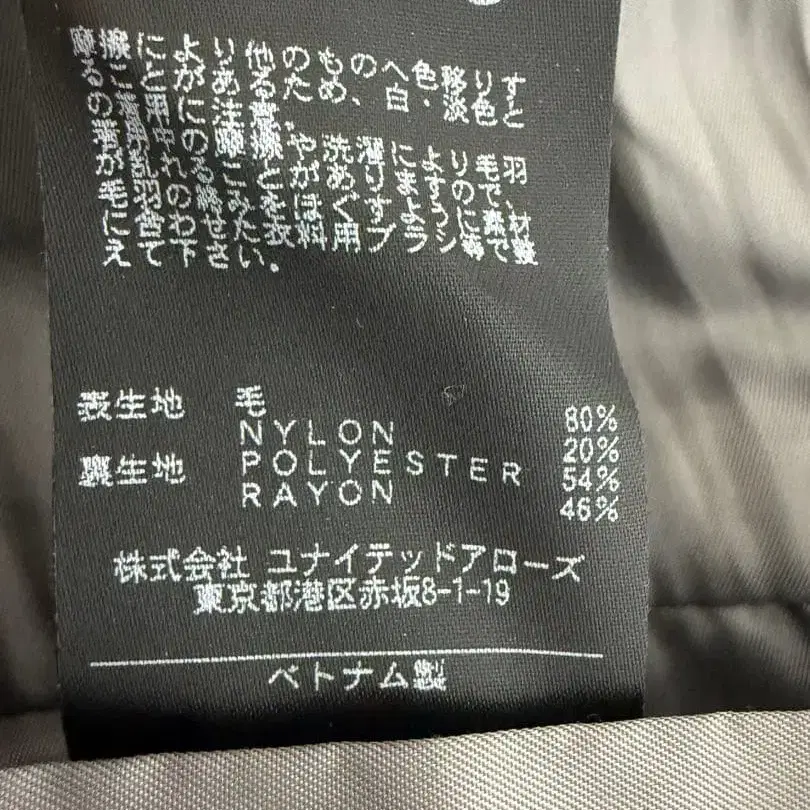 摩擦により他のものへ色移りす
ることがあるため、白・淡色と
の着用に注意。
着用中の摩擦や洗濯により毛羽
が乱れることがありますので、
毛羽の絡みをほぐすように素材
にわせた衣料用ブラシ等で整
えて下さい。
表生地 毛 80%
NYLON 20%
裏生地 POLYESTER 54%
RAYON 46%
株式会社 ユナイテッドアローズ
東京都港区赤坂8-1-19
ベトナム製